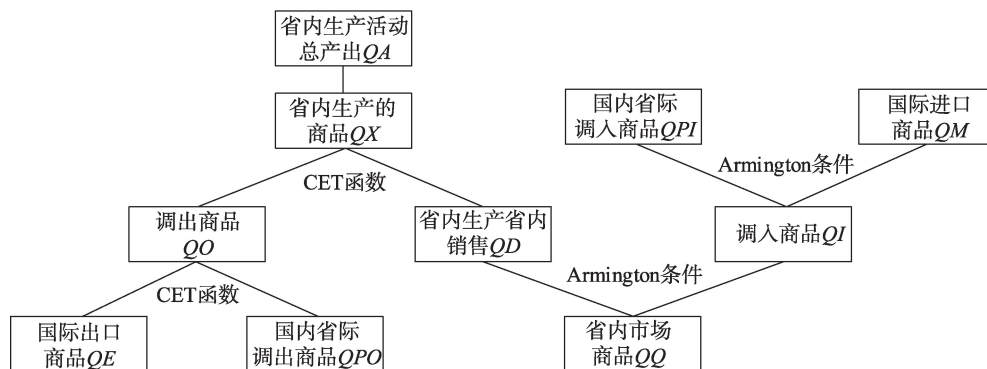 省内生产活动
总产出QA
省内生产的
商品QX
国内省际
调入商品QPI
国际进口
商品QM
CET函数
Armington条件
调出商品
QO
省内生产省内
销售QD
调入商品QI
CET函数
Armington条件
国际出口
商品QE
国内省际
调出商品QPO
省内市场
商品QQ